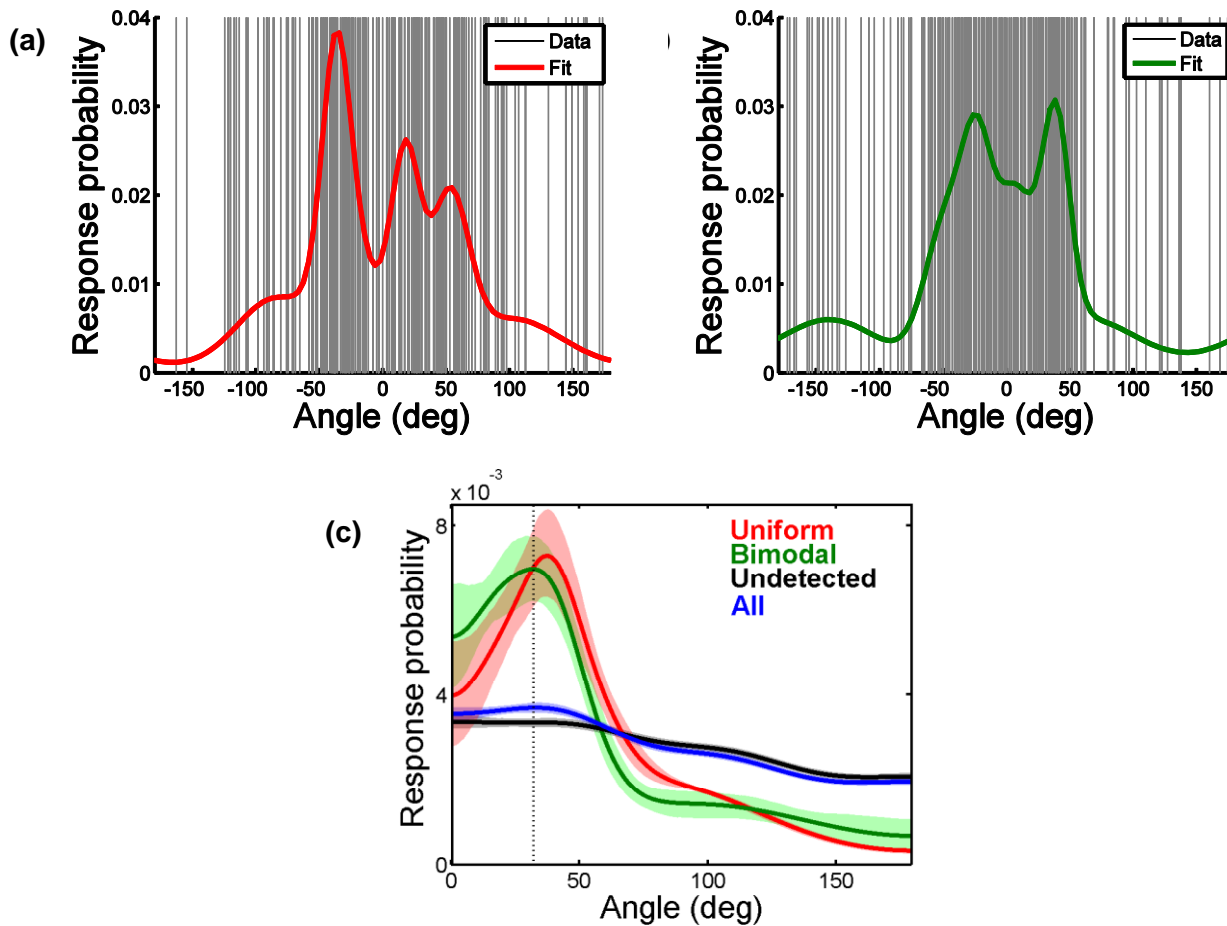 (a)
Response probability
0.04
0.03
0.02
0.01
0
Data
Fit
-150
-100
-50
0
50
100
150
Angle (deg)
)
Response probability
0.04
0.03
0.02
0.01
0
Data
Fit
-150
-100
-50
0
50
100
150
Angle (deg)
(c)
x 10-3
Response probability
8
4
0
Uniform
Bimodal
Undetected
All
0
50
100
150
Angle (deg)